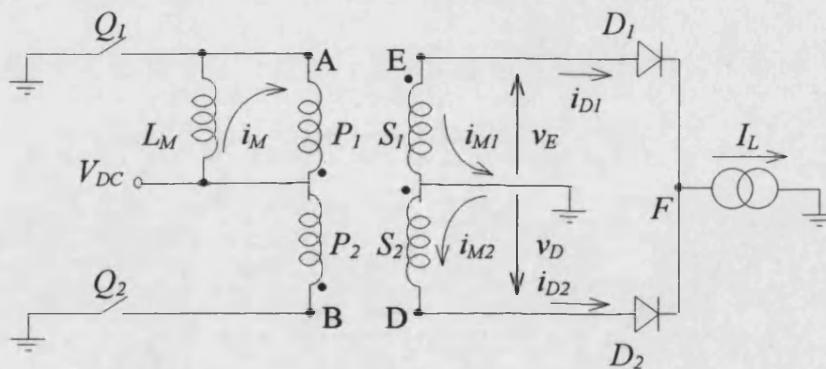 Q1 A E D1
iD1
LM iM P1 S1 iM1 vE IL
VDC
F
P2 S2 iM2 vD
Q2 iD2
B D
D2